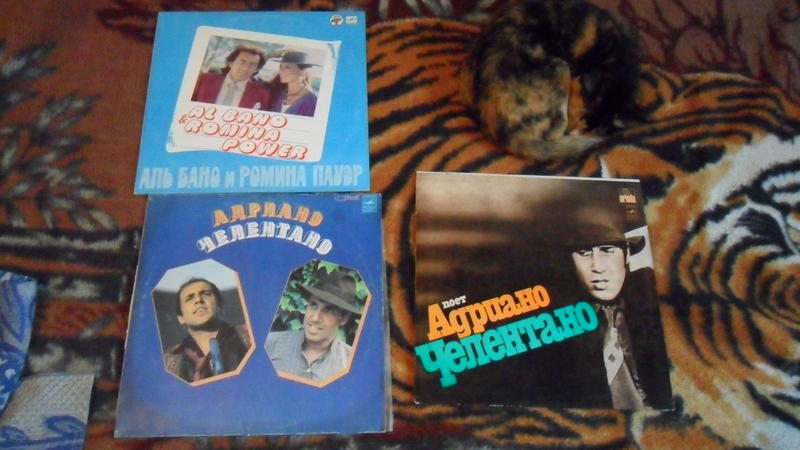 AL BANO
& ROMINA
POWER
АЛЬ БАНО и РОМИНА ПАУЭР
АДРИАНО
ЧЕЛЕНТАНО
поет
Адриано
Челентано